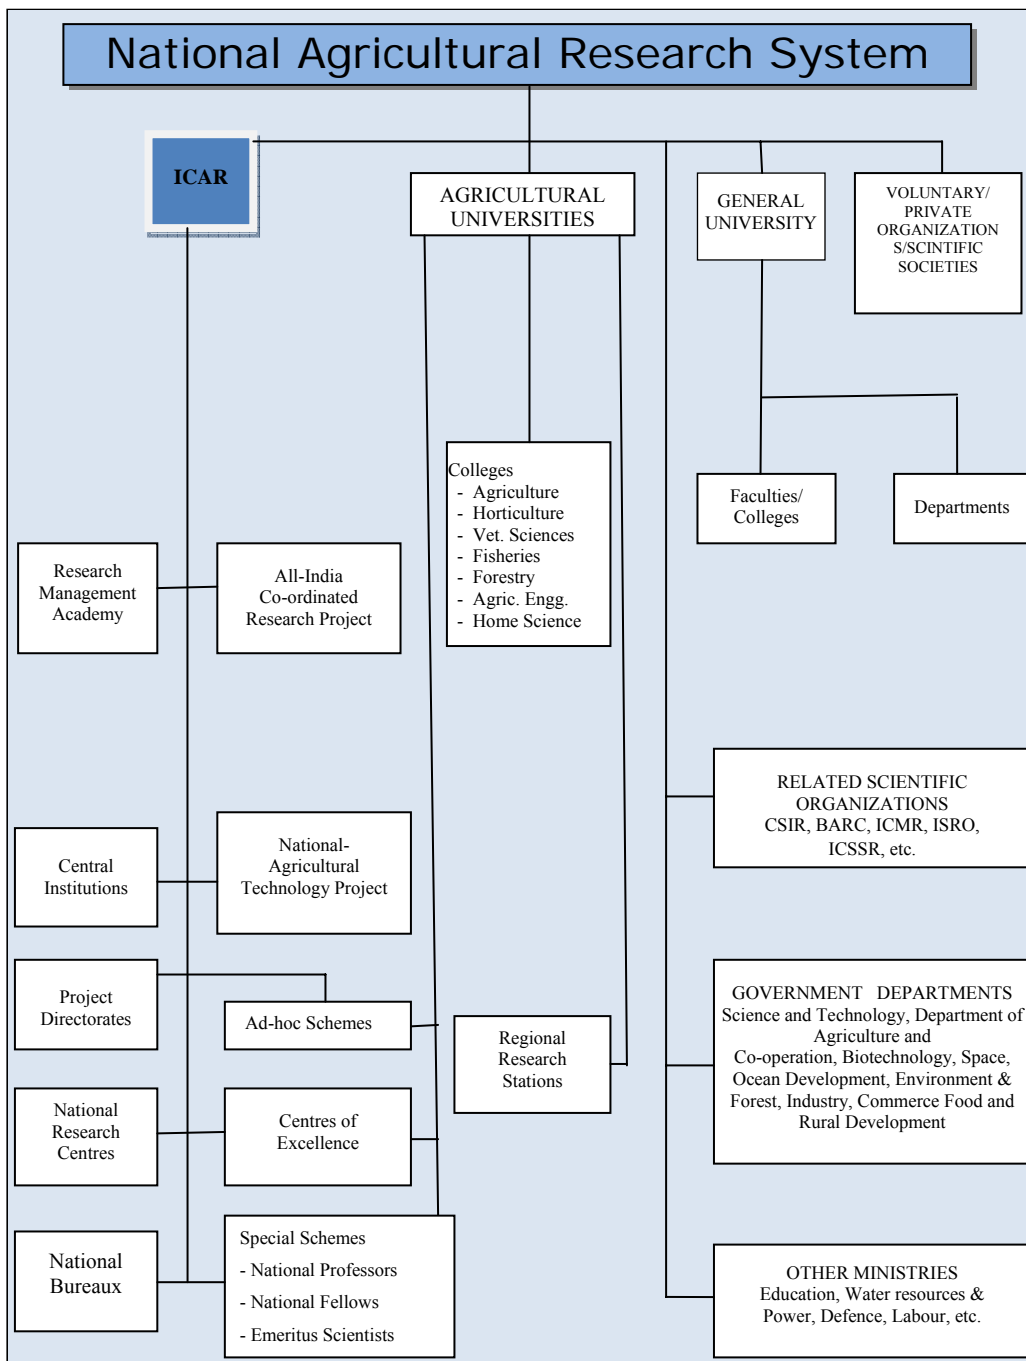 National Agricultural Research System
ICAR
AGRICULTURAL
UNIVERSITIES
GENERAL
UNIVERSITY
VOLUNTARY/
PRIVATE
ORGANIZATION
S/SCINTIFIC
SOCIETIES
Colleges
- Agriculture
- Horticulture
- Vet. Sciences
- Fisheries
- Forestry
- Agric. Engg.
- Home Science
Faculties/
Colleges
Departments
Research
Management
Academy
All-India
Co-ordinated
Research Project
RELATED SCIENTIFIC
ORGANIZATIONS
CSIR, BARC, ICMR, ISRO,
ICSSR, etc.
Central
Institutions
National-
Agricultural
Technology Project
Project
Directorates
Ad-hoc Schemes
Regional
Research
Stations
GOVERNMENT DEPARTMENTS
Science and Technology, Department of
Agriculture and
Co-operation, Biotechnology, Space,
Ocean Development, Environment &
Forest, Industry, Commerce Food and
Rural Development
National
Research
Centres
Centres of
Excellence
National
Bureaux
Special Schemes
- National Professors
- National Fellows
- Emeritus Scientists
OTHER MINISTRIES
Education, Water resources &
Power, Defence, Labour, etc.